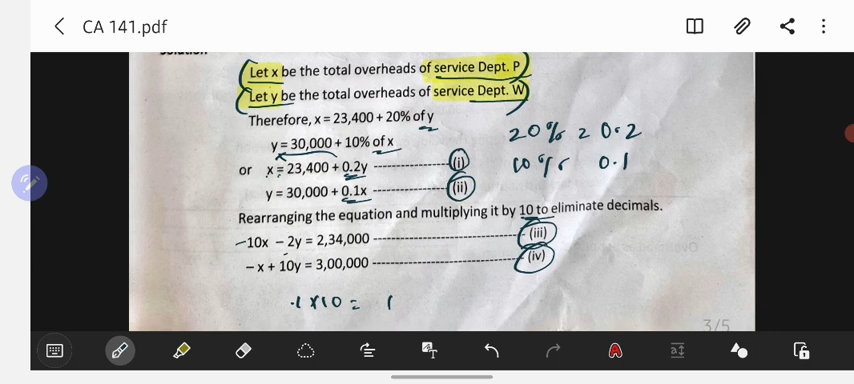 CA 141.pdf
Let x be the total overheads of service Dept. P
Let y be the total overheads of service Dept. W
Therefore, x = 23,400 + 20% of y
y = 30,000 + 10% of x
20% = 0.2
or x = 23,400 + 0.2y ---------------- (i)
10% 0.1
y = 30,000 + 0.1x ---------------- (ii)
Rearranging the equation and multiplying it by 10 to eliminate decimals.
–10x – 2y = 2,34,000 ---------------- (iii)
– x + 10y = 3,00,000 ---------------- (iv)
.1 x10 = 1
3/5